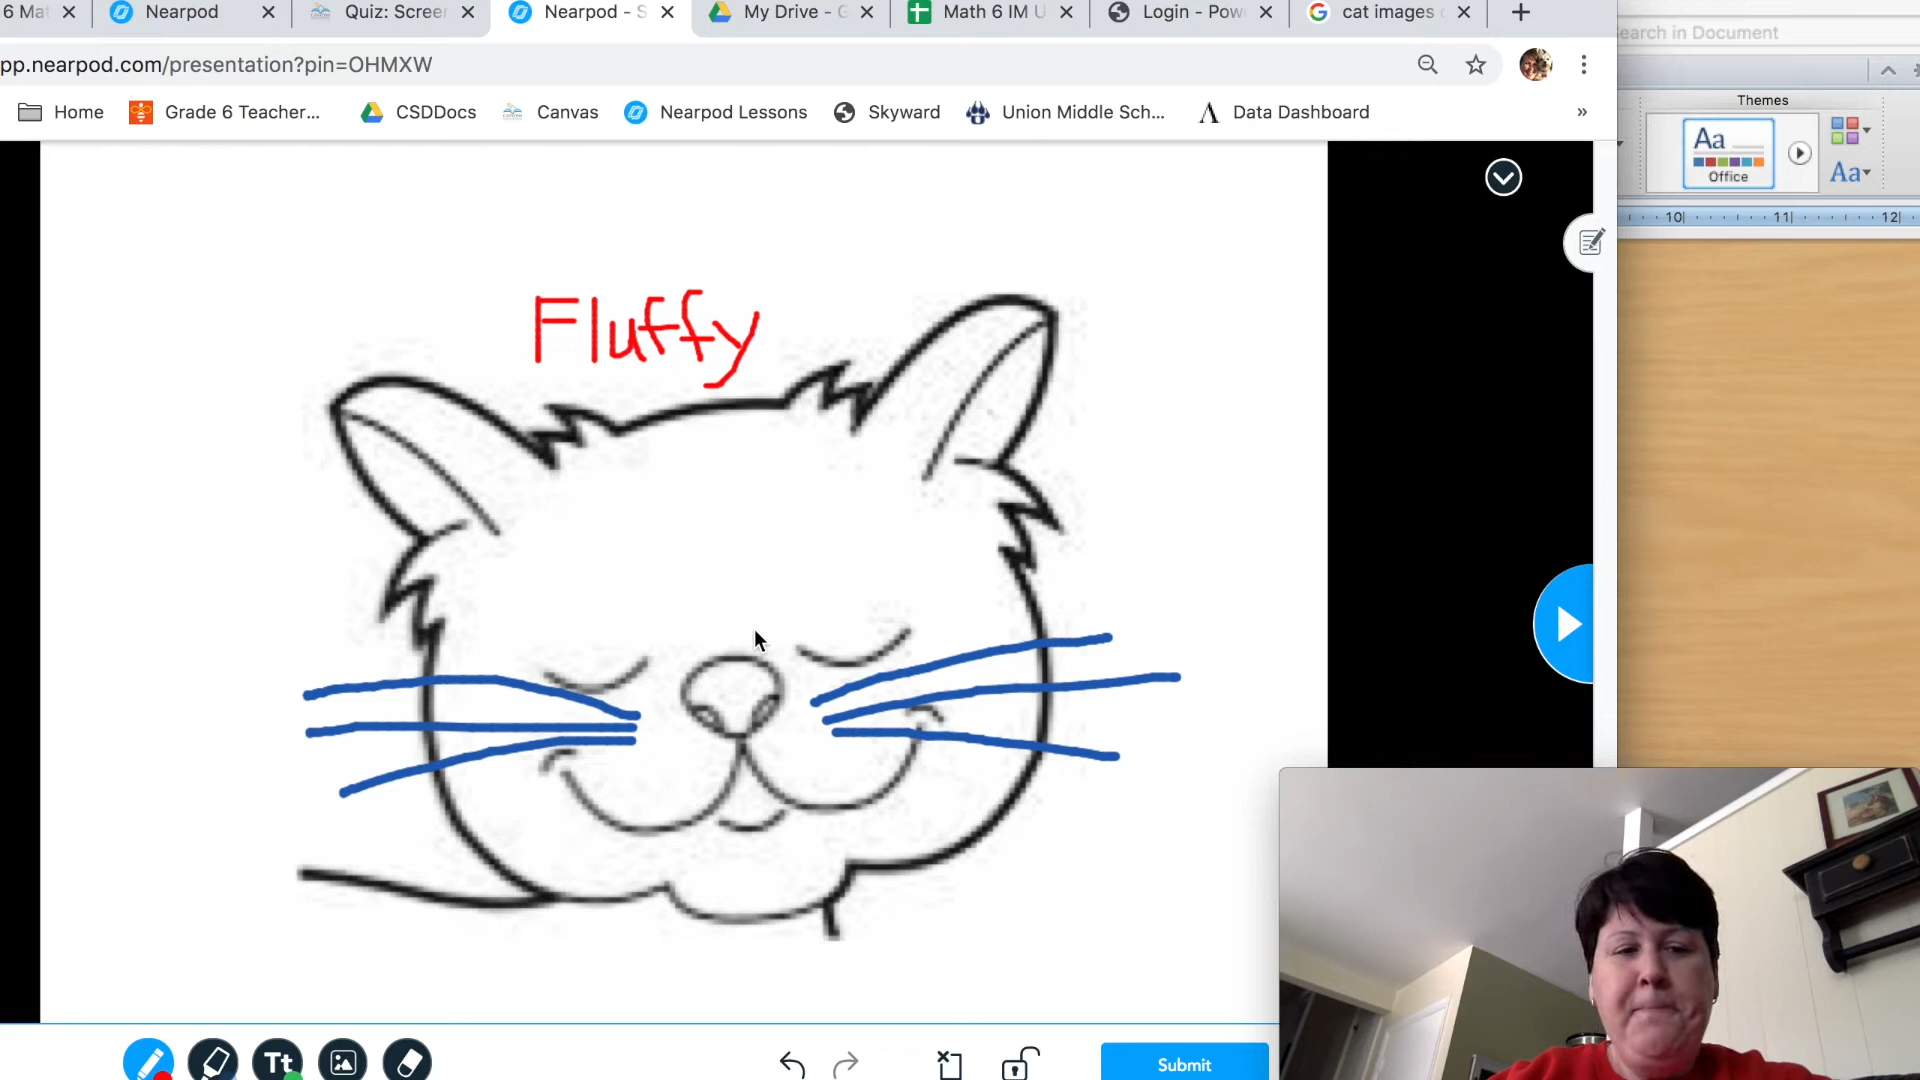 6 Mat
Nearpod
Quiz: Screer
Nearpod - S
My Drive - G
Math 6 IM U
Login - Pow
cat images
pp.nearpod.com/presentation?pin=OHMXW
Home
Grade 6 Teacher...
CSDDocs
Canvas
Nearpod Lessons
Skyward
Union Middle Sch...
Data Dashboard
»
Search in Document
Themes
Aa
Office
Aa
10 11 12
Fluffy
Tt
Submit